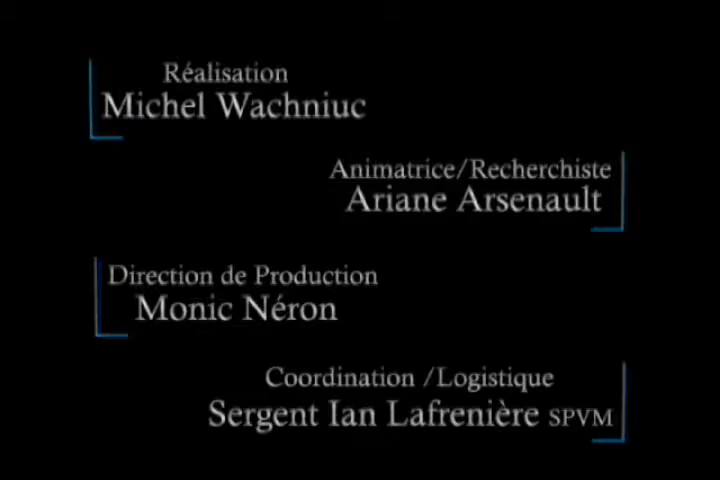 Réalisation
Michel Wachniuc
Animatrice/Recherchiste
Ariane Arsenault
Direction de Production
Monic Néron
Coordination /Logistique
Sergent Ian Lafrenière SPVM